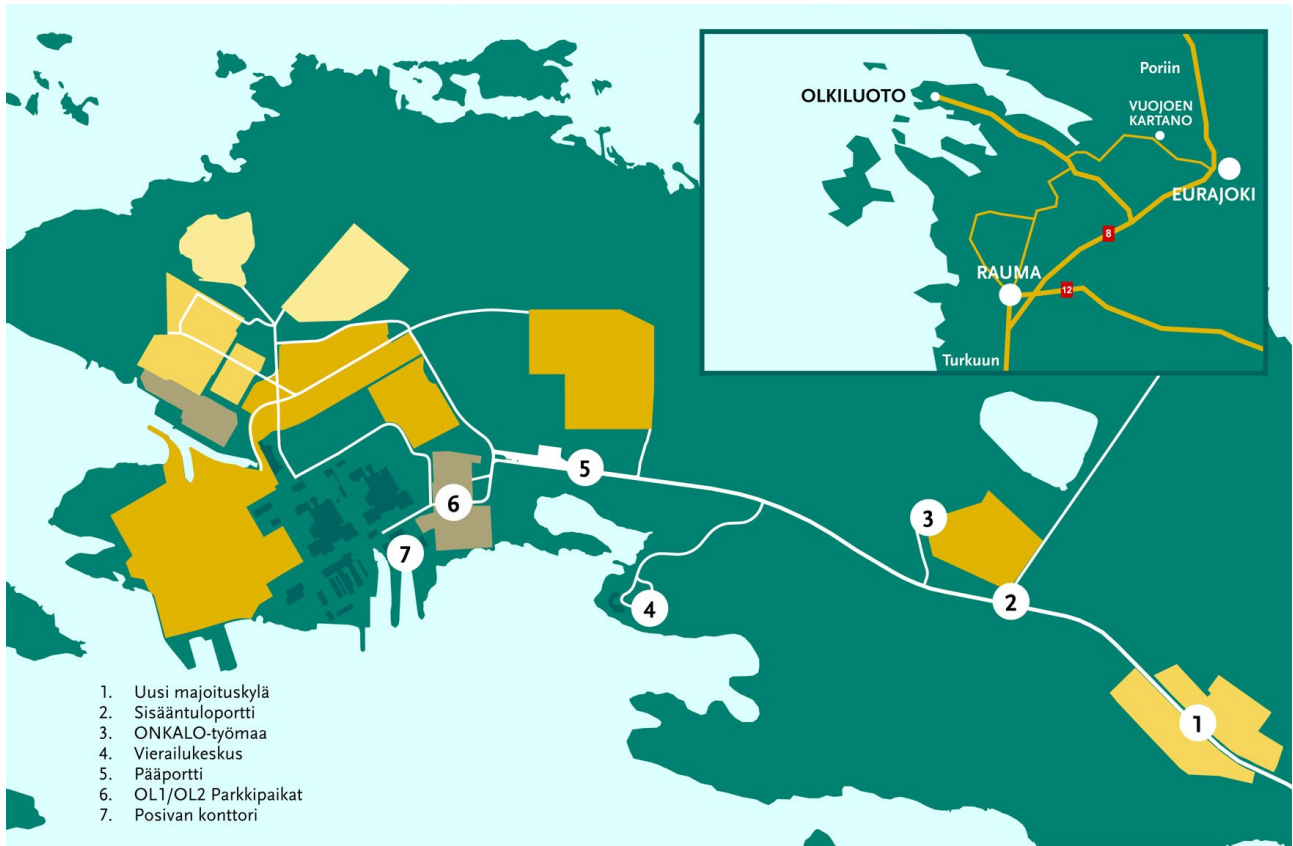 Poriin
OLKILUOTO
VUOJOEN
KARTANO
EURAJOKI
8
RAUMA
12
Turkuun
5
6
3
7
4
2
1
1. Uusi majoituskylä
2. Sisääntuloportti
3. ONKALO-työmaa
4. Vierailukeskus
5. Pääportti
6. OL1/OL2 Parkkipaikat
7. Posivan konttori